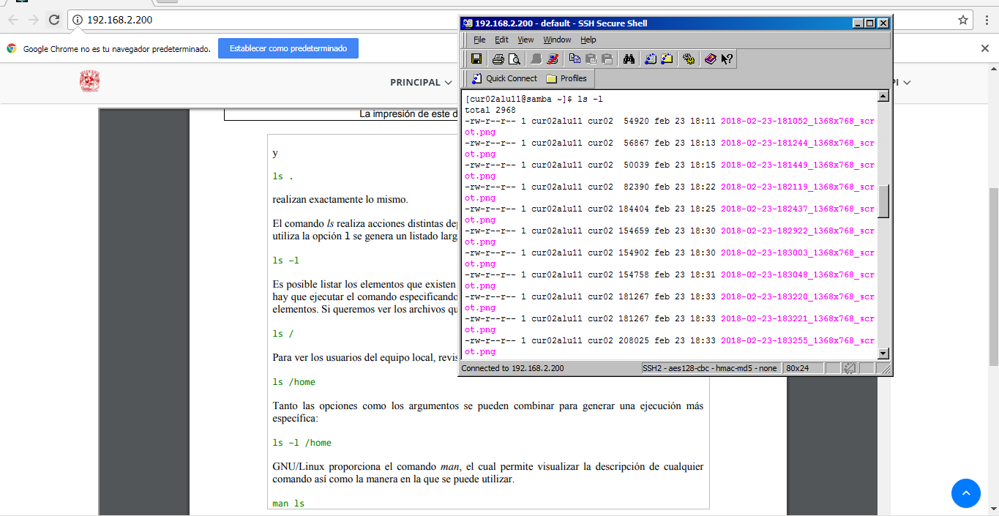 192.168.2.200
Google Chrome no es tu navegador predeterminado.
Establecer como predeterminado
PRINCIPAL
PI
La impresión de este d
y
ls .
realizan exactamente lo mismo.
El comando ls realiza acciones distintas de
utiliza la opción l se genera un listado larg
ls -l
Es posible listar los elementos que existen
hay que ejecutar el comando especificando
elementos. Si queremos ver los archivos qu
ls /
Para ver los usuarios del equipo local, revis
ls /home
Tanto las opciones como los argumentos se pueden combinar para generar una ejecución más
específica:
ls -l /home
GNU/Linux proporciona el comando man, el cual permite visualizar la descripción de cualquier
comando así como la manera en la que se puede utilizar.
man ls
192.168.2.200 - default - SSH Secure Shell
File Edit View Window Help
Quick Connect Profiles
[cur02alu11@samba ~]$ ls -l
total 2968
-rw-r--r-- 1 cur02alu11 cur02  54920 feb 23 18:11 2018-02-23-181052_1368x768_scr
ot.png
-rw-r--r-- 1 cur02alu11 cur02  56867 feb 23 18:13 2018-02-23-181244_1368x768_scr
ot.png
-rw-r--r-- 1 cur02alu11 cur02  50039 feb 23 18:15 2018-02-23-181449_1368x768_scr
ot.png
-rw-r--r-- 1 cur02alu11 cur02  82390 feb 23 18:22 2018-02-23-182119_1368x768_scr
ot.png
-rw-r--r-- 1 cur02alu11 cur02 184404 feb 23 18:25 2018-02-23-182437_1368x768_scr
ot.png
-rw-r--r-- 1 cur02alu11 cur02 154659 feb 23 18:30 2018-02-23-182922_1368x768_scr
ot.png
-rw-r--r-- 1 cur02alu11 cur02 154902 feb 23 18:30 2018-02-23-183003_1368x768_scr
ot.png
-rw-r--r-- 1 cur02alu11 cur02 154758 feb 23 18:31 2018-02-23-183048_1368x768_scr
ot.png
-rw-r--r-- 1 cur02alu11 cur02 181267 feb 23 18:33 2018-02-23-183220_1368x768_scr
ot.png
-rw-r--r-- 1 cur02alu11 cur02 181267 feb 23 18:33 2018-02-23-183221_1368x768_scr
ot.png
-rw-r--r-- 1 cur02alu11 cur02 208025 feb 23 18:33 2018-02-23-183255_1368x768_scr
ot.png
Connected to 192.168.2.200
SSH2 - aes128-cbc - hmac-md5 - none 80x24